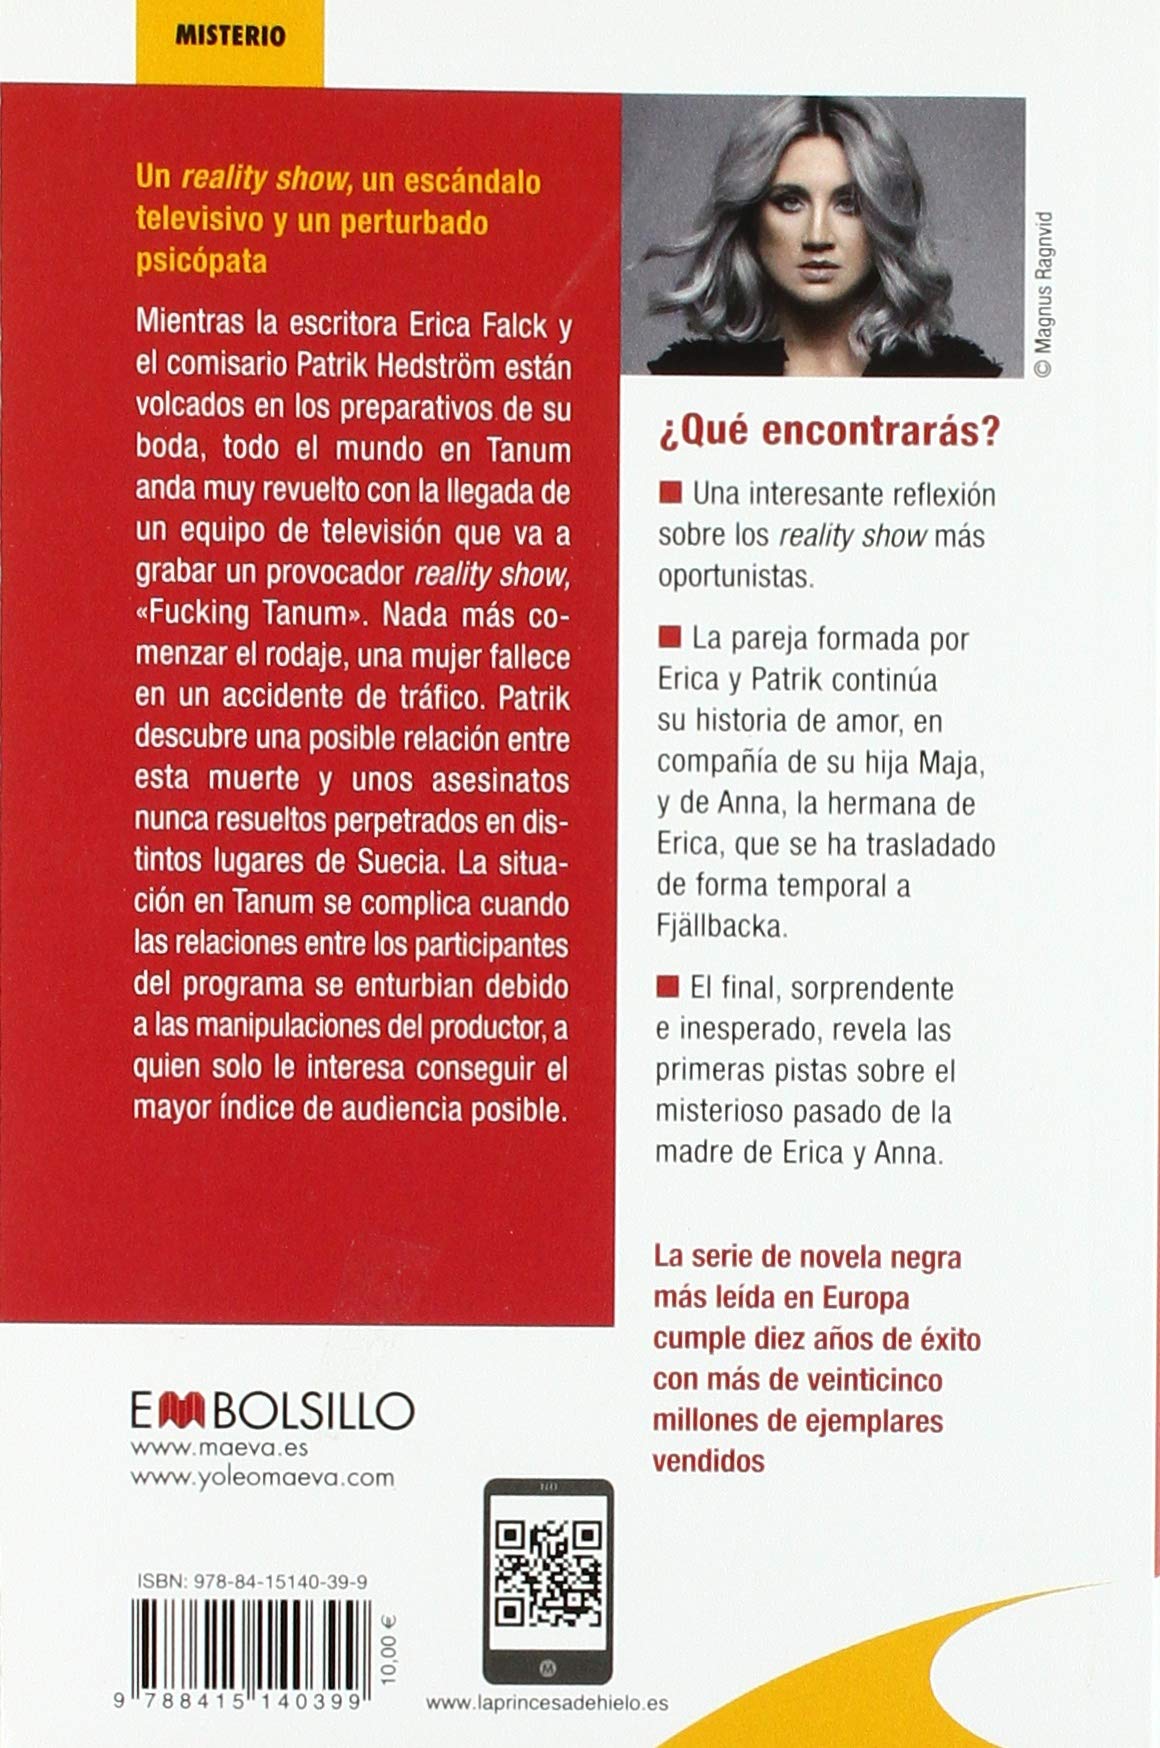 MISTERIO
Un reality show, un escándalo
televisivo y un perturbado
psicópata
Mientras la escritora Erica Falck y
el comisario Patrik Hedström están
volcados en los preparativos de su
boda, todo el mundo en Tanum
anda muy revuelto con la llegada de
un equipo de televisión que va a
grabar un provocador reality show,
«Fucking Tanum». Nada más co-
menzar el rodaje, una mujer fallece
en un accidente de tráfico. Patrik
descubre una posible relación entre
esta muerte y unos asesinatos
nunca resueltos perpetrados en dis-
tintos lugares de Suecia. La situa-
ción en Tanum se complica cuando
las relaciones entre los participantes
del programa se enturbian debido
a las manipulaciones del productor, a
quien solo le interesa conseguir el
mayor índice de audiencia posible.
© Magnus Ragnvid
¿Qué encontrarás?
■ Una interesante reflexión
sobre los reality show más
oportunistas.
■ La pareja formada por
Erica y Patrik continúa
su historia de amor, en
compañía de su hija Maja,
y de Anna, la hermana de
Erica, que se ha trasladado
de forma temporal a
Fjällbacka.
■ El final, sorprendente
e inesperado, revela las
primeras pistas sobre el
misterioso pasado de la
madre de Erica y Anna.
La serie de novela negra
más leída en Europa
cumple diez años de éxito
con más de veinticinco
millones de ejemplares
vendidos
EMBOLSILLO
www.maeva.es
www.yoleomaeva.com
ISBN: 978-84-15140-39-9
10,00 €
9 788415 140399
M
www.laprincesadehielo.es